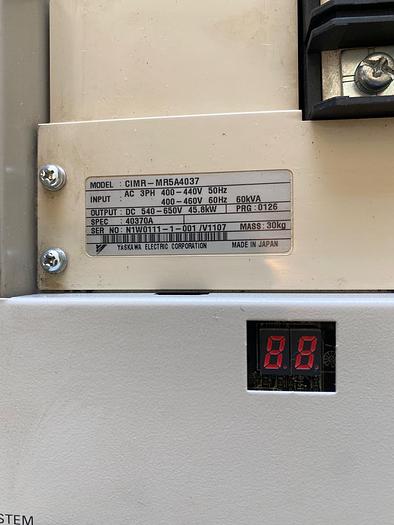 MODEL : CIMR-MR5A4037
INPUT : AC 3PH 400-440V 50Hz
400-460V 60Hz 60kVA
OUTPUT : DC 540-650V 45.8kW PRG : 0126
SPEC : 40370A MASS : 30kg
SER NO : N1W0111-1-001 /V1107
YASKAWA ELECTRIC CORPORATION MADE IN JAPAN
88
STEM